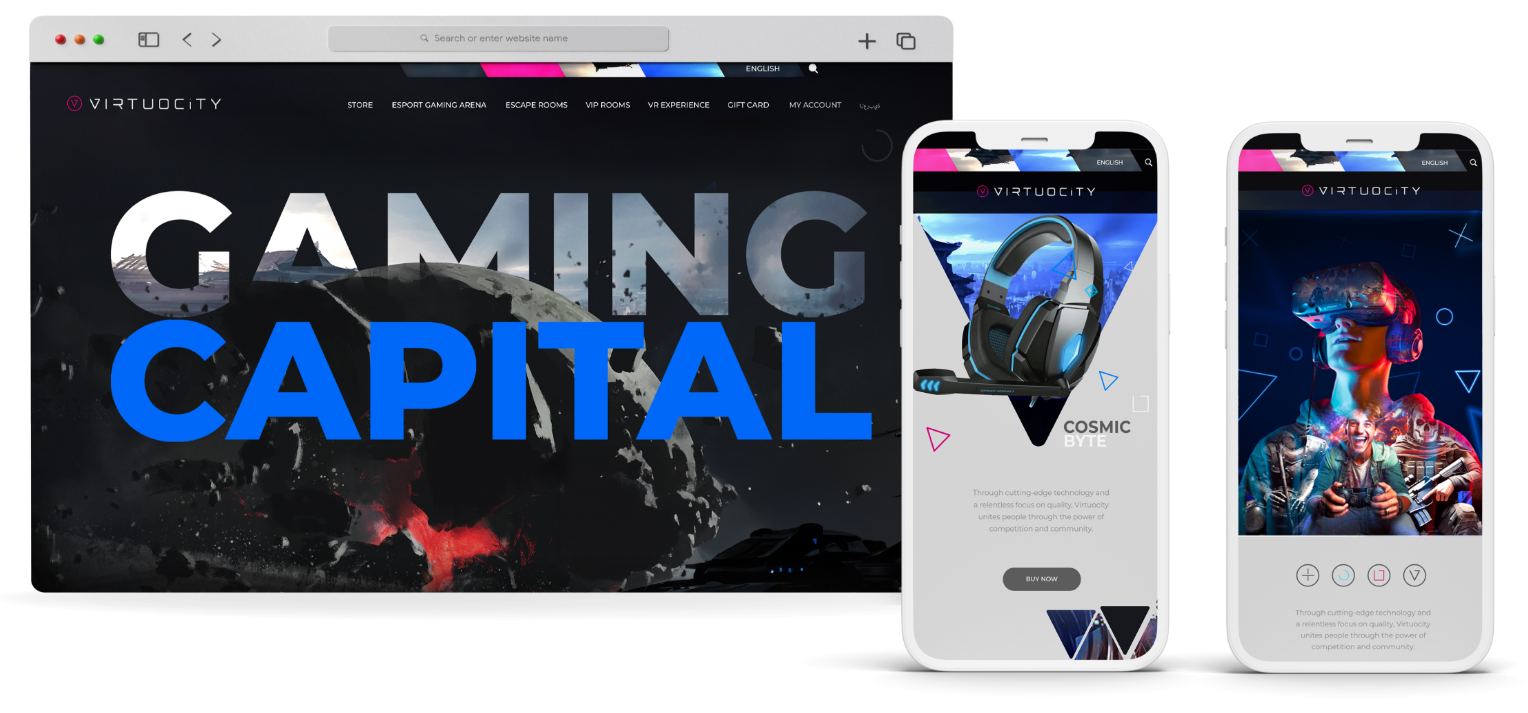 Search or enter website name
ENGLISH
VIRTUOCITY
STORE ESPORT GAMING ARENA ESCAPE ROOMS VIP ROOMS VR EXPERIENCE GIFT CARD MY ACCOUNT
GAMING
CAPITAL
ENGLISH
VIRTUOCITY
COSMIC
BYTE
Through cutting-edge technology and
a relentless focus on quality, Virtuocity
unites people through the power of
competition and community.
BUY NOW
ENGLISH
VIRTUOCITY
Through cutting-edge technology and
a relentless focus on quality, Virtuocity
unites people through the power of
competition and community.